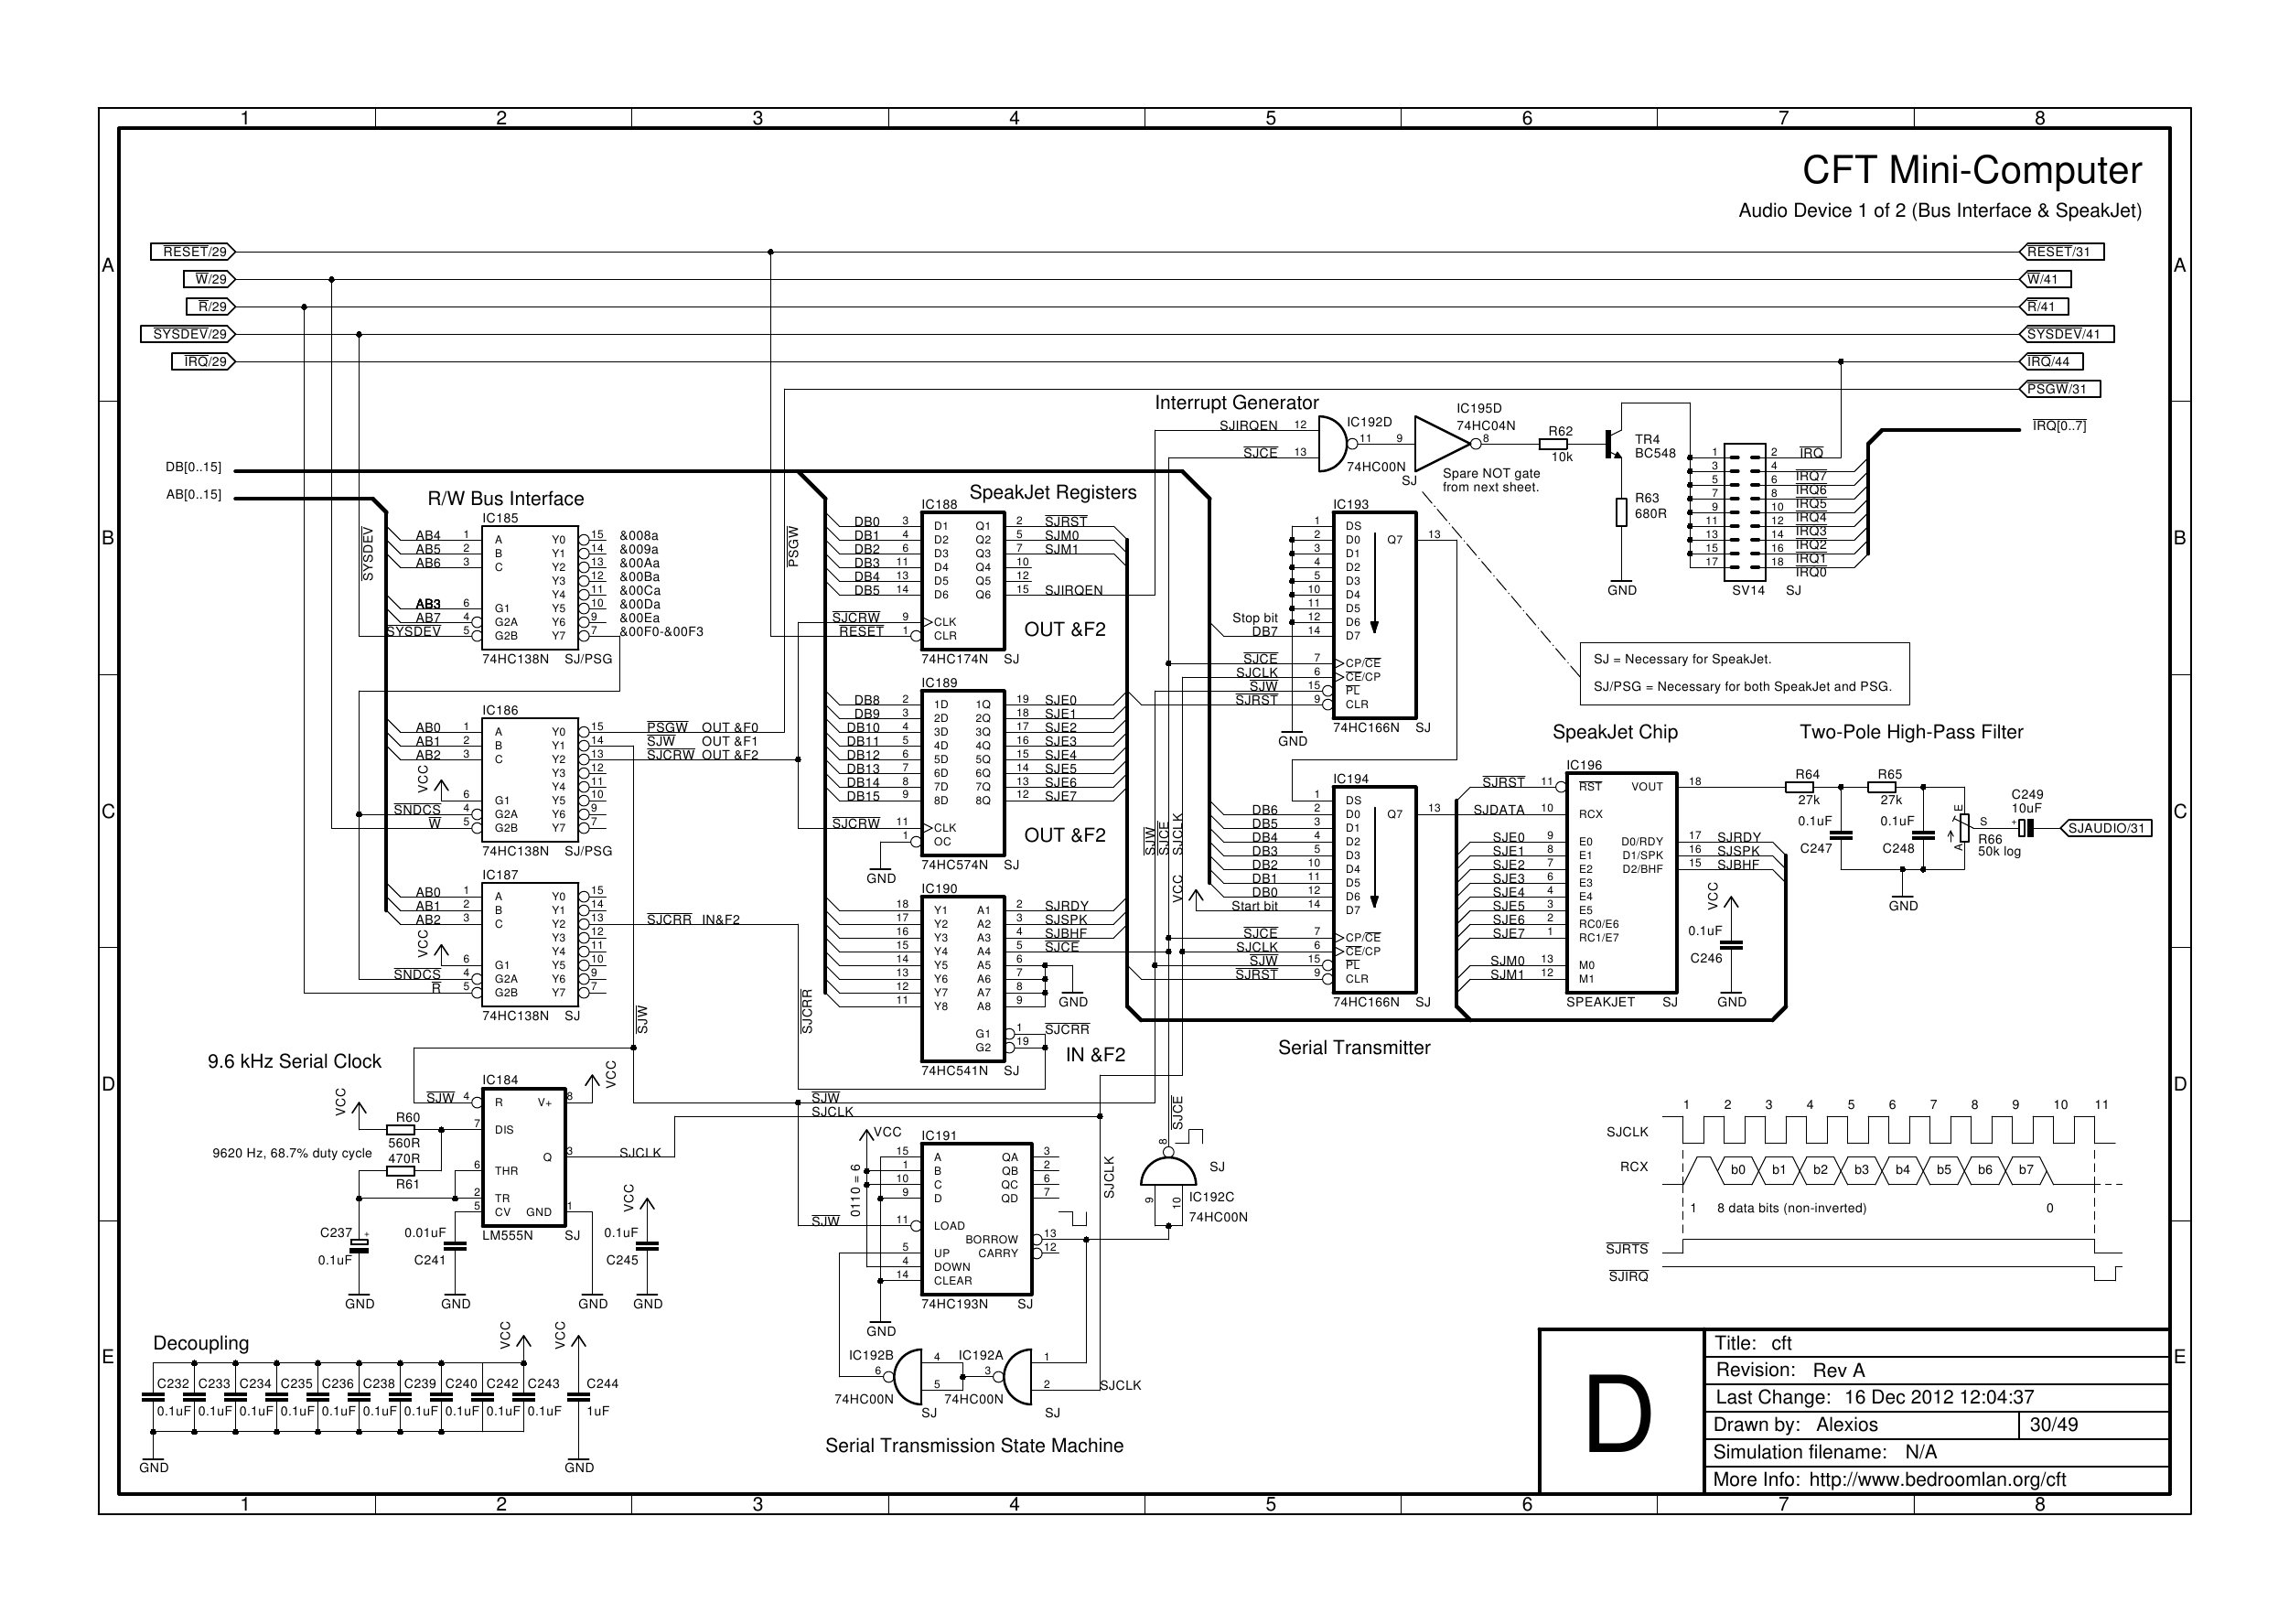 1 2 3 4 5 6 7 8
CFT Mini-Computer
Audio Device 1 of 2 (Bus Interface & SpeakJet)
A A
RESET/29 RESET/31
W/29 W/41
R/29 R/41
SYSDEV/29 SYSDEV/41
IRQ/29 IRQ/44
PSGW/31
B B
DB[0..15]
AB[0..15]
IRQ[0..7]
R/W Bus Interface
IC185
SYSDEV
AB4 1 A Y0 15 &008a
AB5 2 B Y1 14 &009a
AB6 3 C Y2 13 &00Aa
Y3 12 &00Ba
Y4 11 &00Ca
AB3 6 G1 Y5 10 &00Da
AB7 4 G2A Y6 9 &00Ea
SYSDEV 5 G2B Y7 7 &00F0-&00F3
74HC138N SJ/PSG
IC186
AB0 1 A Y0 15 PSGW OUT &F0
AB1 2 B Y1 14 SJW OUT &F1
AB2 3 C Y2 13 SJCRW OUT &F2
Y3 12
Y4 11
VCC 6 G1 Y5 10
SNDCS 4 G2A Y6 9
W 5 G2B Y7 7
74HC138N SJ/PSG
IC187
AB0 1 A Y0 15
AB1 2 B Y1 14
AB2 3 C Y2 13 SJCRR IN&F2
Y3 12
Y4 11
VCC 6 G1 Y5 10
SNDCS 4 G2A Y6 9
R 5 G2B Y7 7
74HC138N SJ
SJW
PSGW
SJCRR
SpeakJet Registers
IC188
DB0 3 D1 Q1 2 SJRST
DB1 4 D2 Q2 5 SJM0
DB2 6 D3 Q3 7 SJM1
DB3 11 D4 Q4 10
DB4 13 D5 Q5 12
DB5 14 D6 Q6 15 SJIRQEN
SJCRW 9 CLK
RESET 1 CLR
OUT &F2
74HC174N SJ
IC189
DB8 2 1D 1Q 19 SJE0
DB9 3 2D 2Q 18 SJE1
DB10 4 3D 3Q 17 SJE2
DB11 5 4D 4Q 16 SJE3
DB12 6 5D 5Q 15 SJE4
DB13 7 6D 6Q 14 SJE5
DB14 8 7D 7Q 13 SJE6
DB15 9 8D 8Q 12 SJE7
SJCRW 11 CLK
1 OC
OUT &F2
GND
74HC574N SJ
IC190
18 Y1 A1 2 SJRDY
17 Y2 A2 3 SJSPK
16 Y3 A3 4 SJBHF
15 Y4 A4 5 SJCE
14 Y5 A5 6
13 Y6 A6 7
12 Y7 A7 8
11 Y8 A8 9
GND
G1 1 SJCRR
G2 19
IN &F2
74HC541N SJ
Interrupt Generator
SJIRQEN 12
SJCE 13
IC192D
11
74HC00N
IC195D
74HC04N
9 8
SJ
Spare NOT gate
from next sheet.
R62
10k
TR4
BC548
R63
680R
GND
1 2 IRQ
3 4
5 6 IRQ7
7 8 IRQ6
9 10 IRQ5
11 12 IRQ4
13 14 IRQ3
15 16 IRQ2
17 18 IRQ1
IRQ0
SV14 SJ
IC193
1 DS
2 D0 Q7 13
3 D1
4 D2
5 D3
10 D4
11 D5
Stop bit 12 D6
DB7 14 D7
SJCE 7 CP/CE
SJCLK 6 CE/CP
SJW 15 PL
SJRST 9 CLR
GND
74HC166N SJ
SJ = Necessary for SpeakJet.
SJ/PSG = Necessary for both SpeakJet and PSG.
C C
SJW
SJCE
SJCLK
VCC
IC194
1 DS
DB6 2 D0 Q7 13
DB5 3 D1
DB4 4 D2
DB3 5 D3
DB2 10 D4
DB1 11 D5
DB0 12 D6
Start bit 14 D7
SJCE 7 CP/CE
SJCLK 6 CE/CP
SJW 15 PL
SJRST 9 CLR
74HC166N SJ
Serial Transmitter
SpeakJet Chip
IC196
SJRST 11 RST VOUT 18
SJDATA 10 RCX
SJE0 9 E0 D0/RDY 17 SJRDY
SJE1 8 E1 D1/SPK 16 SJSPK
SJE2 7 E2 D2/BHF 15 SJBHF
SJE3 6 E3
SJE4 4 E4
SJE5 3 E5
SJE6 2 RC0/E6
SJE7 1 RC1/E7
SJM0 13 M0
SJM1 12 M1
SPEAKJET SJ
VCC
0.1uF
C246
GND
Two-Pole High-Pass Filter
R64
27k
R65
27k
0.1uF
C247
0.1uF
C248
GND
A E S
R66
50k log
C249
10uF
+
SJAUDIO/31
D D
9.6 kHz Serial Clock
IC184
VCC
SJW 4 R V+ 8
VCC
R60
560R
7 DIS
9620 Hz, 68.7% duty cycle
470R
R61
Q 3 SJCLK
6 THR
2 TR
5 CV GND 1
LM555N SJ
C237
+
0.1uF
GND
0.01uF
C241
GND
GND
VCC
0.1uF
C245
GND
SJW
SJCLK
VCC
IC191
0110 = 6
15 A QA 3
1 B QB 2
10 C QC 6
9 D QD 7
SJW 11 LOAD
BORROW 13
5 UP CARRY 12
4 DOWN
14 CLEAR
74HC193N SJ
GND
SJCLK
SJCE
8
SJ
9 10
IC192C
74HC00N
IC192B
6 4 5
74HC00N
SJ
IC192A
3 1 2
74HC00N
SJ
SJCLK
Serial Transmission State Machine
1 2 3 4 5 6 7 8 9 10 11
SJCLK
RCX
b0 b1 b2 b3 b4 b5 b6 b7
1 8 data bits (non-inverted) 0
SJRTS
SJIRQ
E E
Decoupling
VCC VCC
C232 C233 C234 C235 C236 C238 C239 C240 C242 C243 C244
0.1uF 0.1uF 0.1uF 0.1uF 0.1uF 0.1uF 0.1uF 0.1uF 0.1uF 0.1uF 1uF
GND GND
D
Title: cft
Revision: Rev A
Last Change: 16 Dec 2012 12:04:37
Drawn by: Alexios 30/49
Simulation filename: N/A
More Info: http://www.bedroomlan.org/cft
1 2 3 4 5 6 7 8